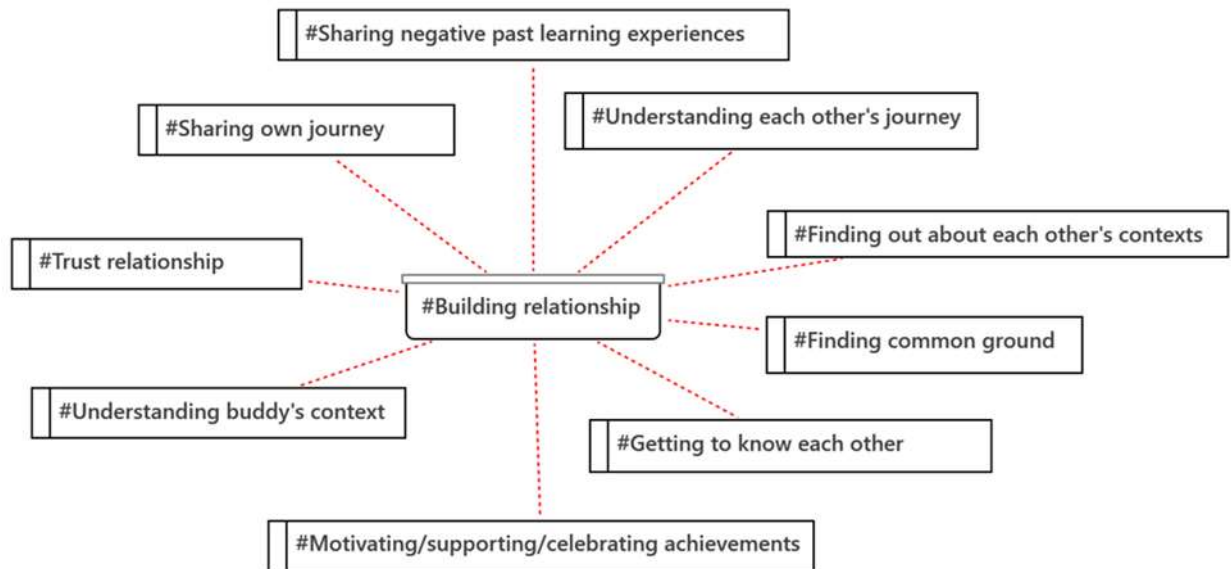 #Sharing negative past learning experiences
#Sharing own journey
#Understanding each other's journey
#Trust relationship
#Finding out about each other's contexts
#Building relationship
#Finding common ground
#Understanding buddy's context
#Getting to know each other
#Motivating/supporting/celebrating achievements